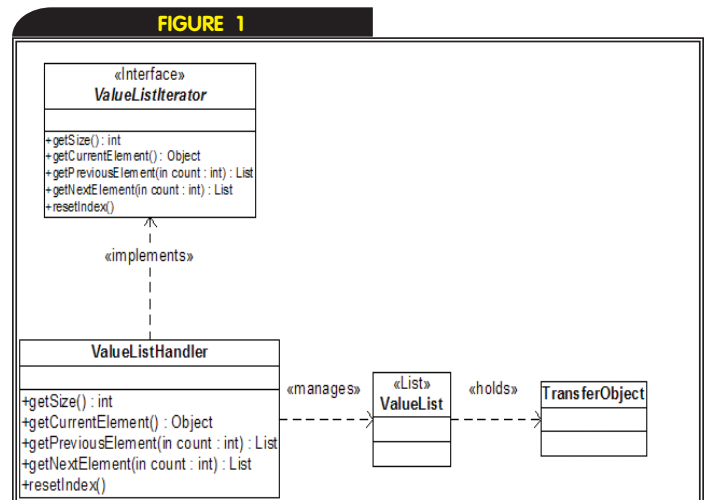 FIGURE 1
«Interface»
ValueListIterator
+getSize() : int
+getCurrentElement() : Object
+getPreviousElement(in count : int) : List
+getNextElement(in count : int) : List
+resetIndex()
«implements»
ValueListHandler
+getSize() : int
+getCurrentElement() : Object
+getPreviousElement(in count : int) : List
+getNextElement(in count : int) : List
+resetIndex()
«manages»
«List»
ValueList
«holds»
TransferObject